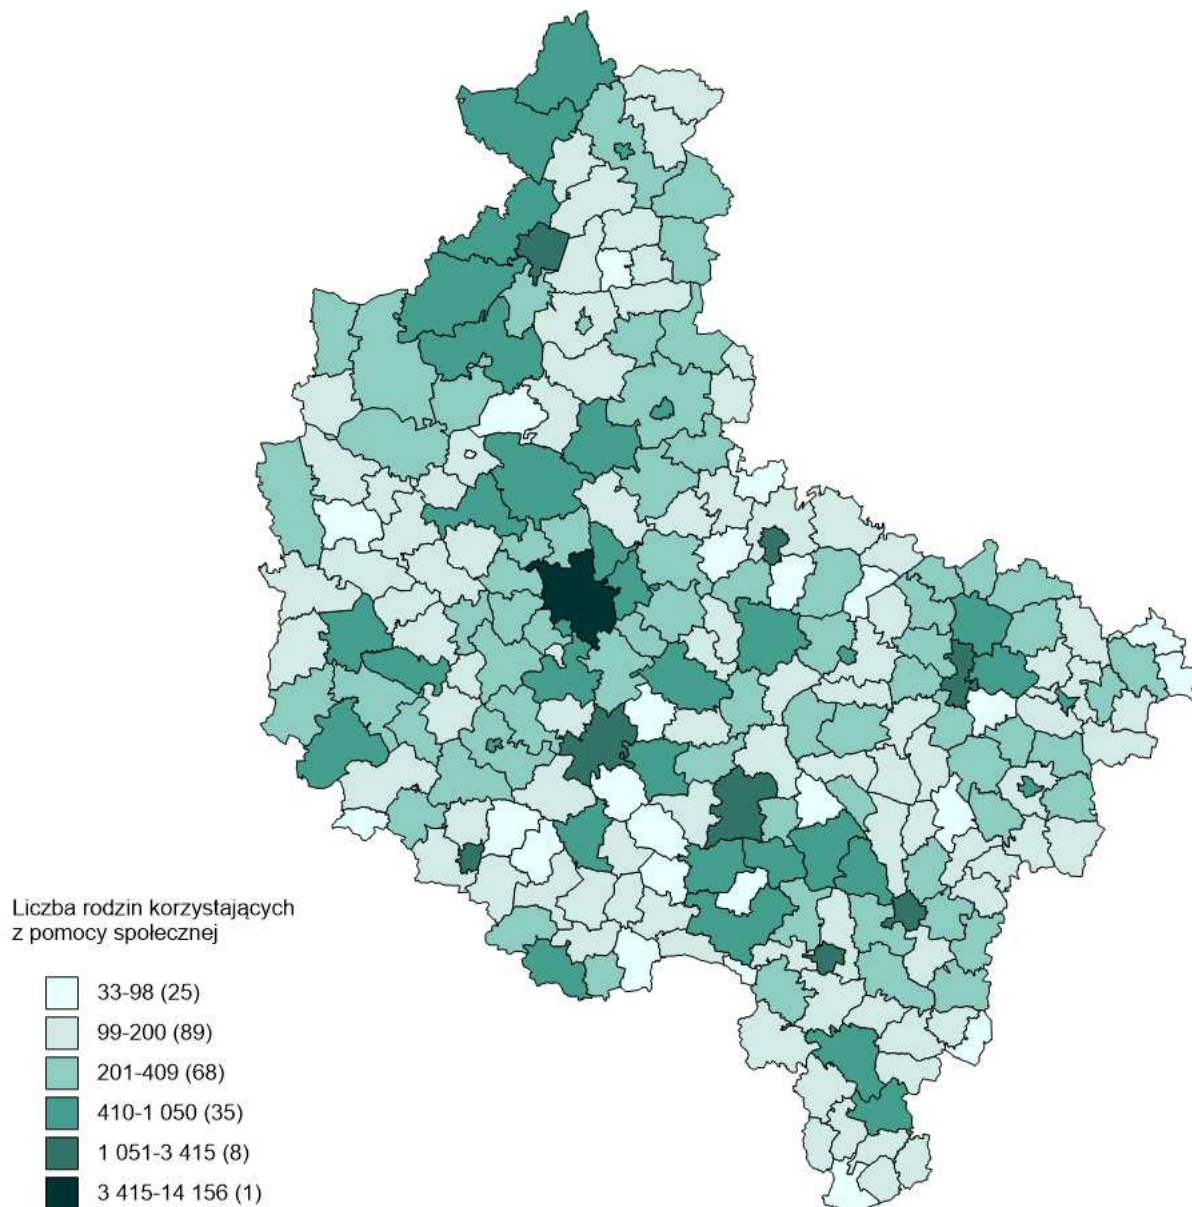 Liczba rodzin korzystających
z pomocy społecznej
33-98 (25)
99-200 (89)
201-409 (68)
410-1 050 (35)
1 051-3 415 (8)
3 415-14 156 (1)